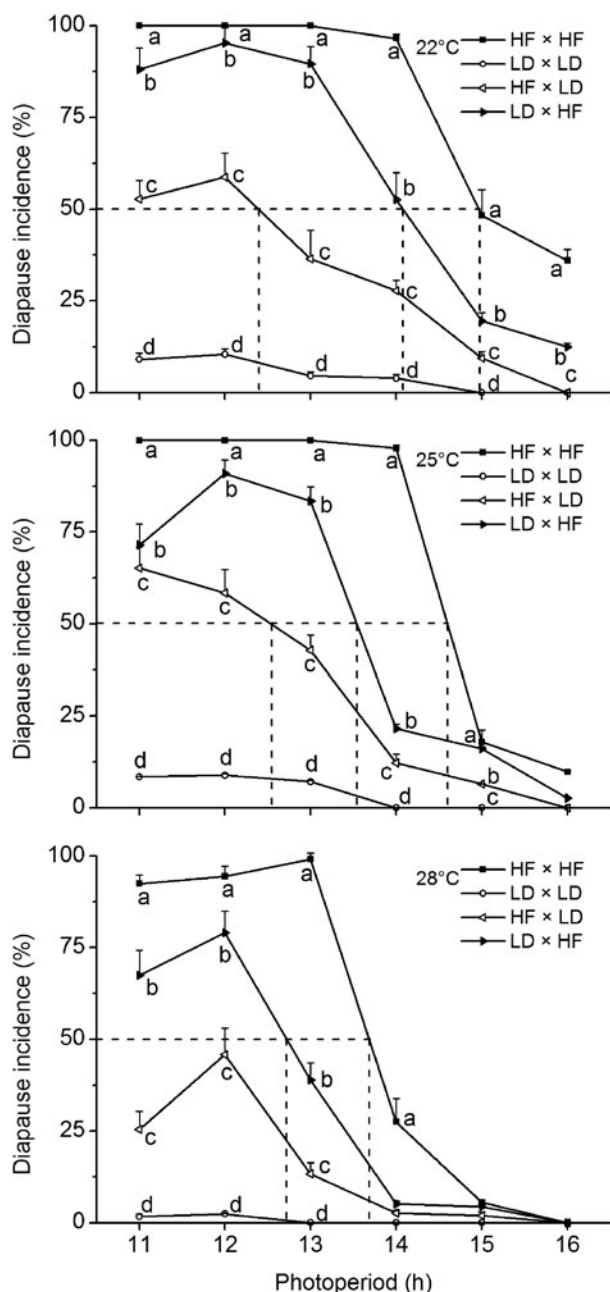 100
75
50
25
0
Diapause incidence (%)
22°C
HF × HF
LD × LD
HF × LD
LD × HF
a a a a a a
b b b b b b
c c c c c c
d d d d d
100
75
50
25
0
Diapause incidence (%)
25°C
HF × HF
LD × LD
HF × LD
LD × HF
a a a a a
b b b b b
c c c c c
d d d d
100
75
50
25
0
Diapause incidence (%)
28°C
HF × HF
LD × LD
HF × LD
LD × HF
a a a a
b b b
c c c
d d d
11 12 13 14 15 16
Photoperiod (h)